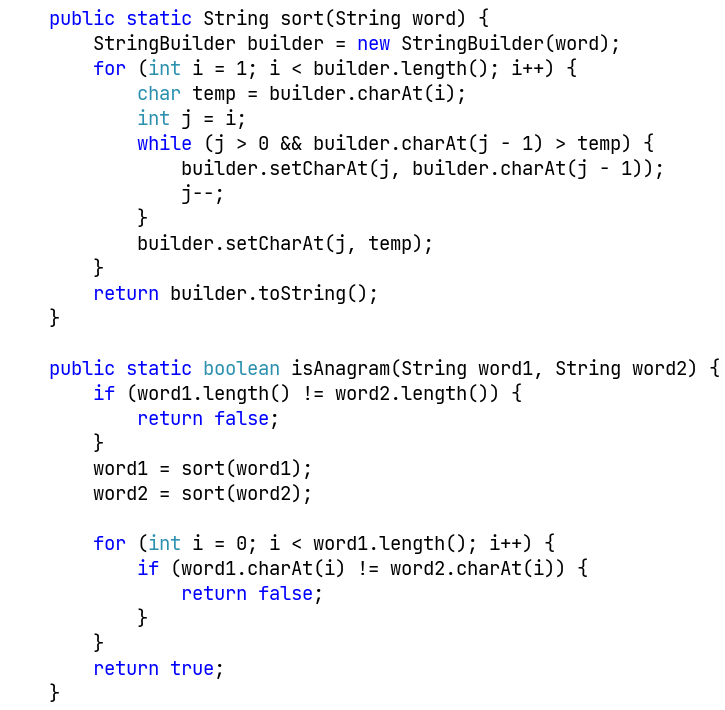 public static String sort(String word) {
    StringBuilder builder = new StringBuilder(word);
    for (int i = 1; i < builder.length(); i++) {
        char temp = builder.charAt(i);
        int j = i;
        while (j > 0 && builder.charAt(j - 1) > temp) {
            builder.setCharAt(j, builder.charAt(j - 1));
            j--;
        }
        builder.setCharAt(j, temp);
    }
    return builder.toString();
}

public static boolean isAnagram(String word1, String word2) {
    if (word1.length() != word2.length()) {
        return false;
    }
    word1 = sort(word1);
    word2 = sort(word2);

    for (int i = 0; i < word1.length(); i++) {
        if (word1.charAt(i) != word2.charAt(i)) {
            return false;
        }
    }
    return true;
}